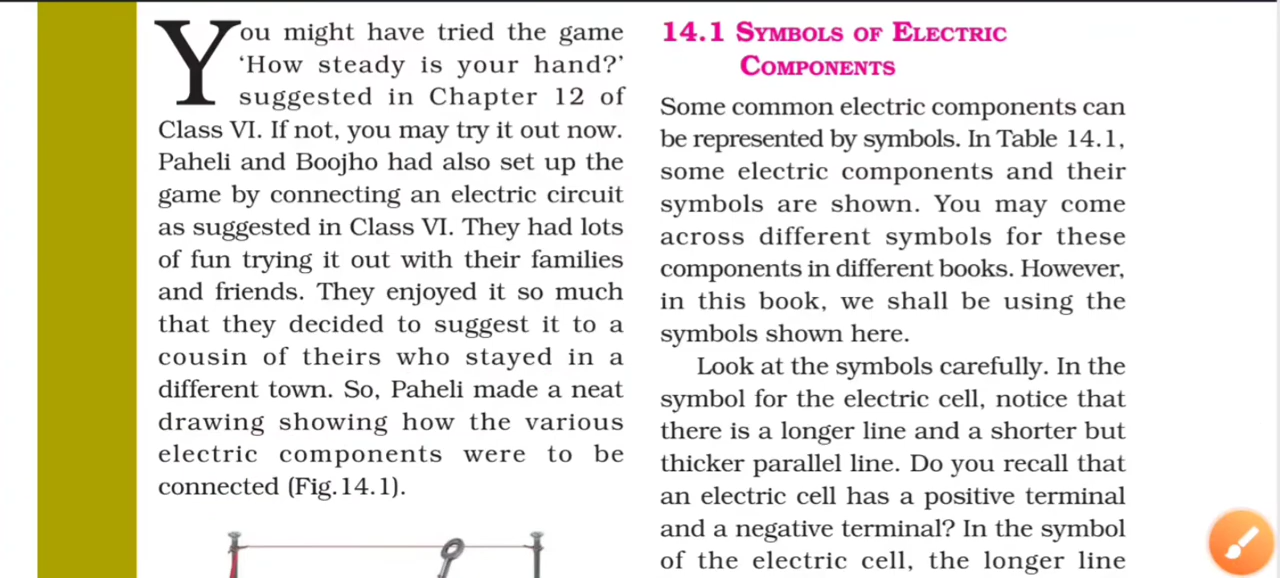 You might have tried the game
‘How steady is your hand?’
suggested in Chapter 12 of
Class VI. If not, you may try it out now.
Paheli and Boojho had also set up the
game by connecting an electric circuit
as suggested in Class VI. They had lots
of fun trying it out with their families
and friends. They enjoyed it so much
that they decided to suggest it to a
cousin of theirs who stayed in a
different town. So, Paheli made a neat
drawing showing how the various
electric components were to be
connected (Fig.14.1).
14.1 SYMBOLS OF ELECTRIC
COMPONENTS
Some common electric components can
be represented by symbols. In Table 14.1,
some electric components and their
symbols are shown. You may come
across different symbols for these
components in different books. However,
in this book, we shall be using the
symbols shown here.
Look at the symbols carefully. In the
symbol for the electric cell, notice that
there is a longer line and a shorter but
thicker parallel line. Do you recall that
an electric cell has a positive terminal
and a negative terminal? In the symbol
of the electric cell, the longer line